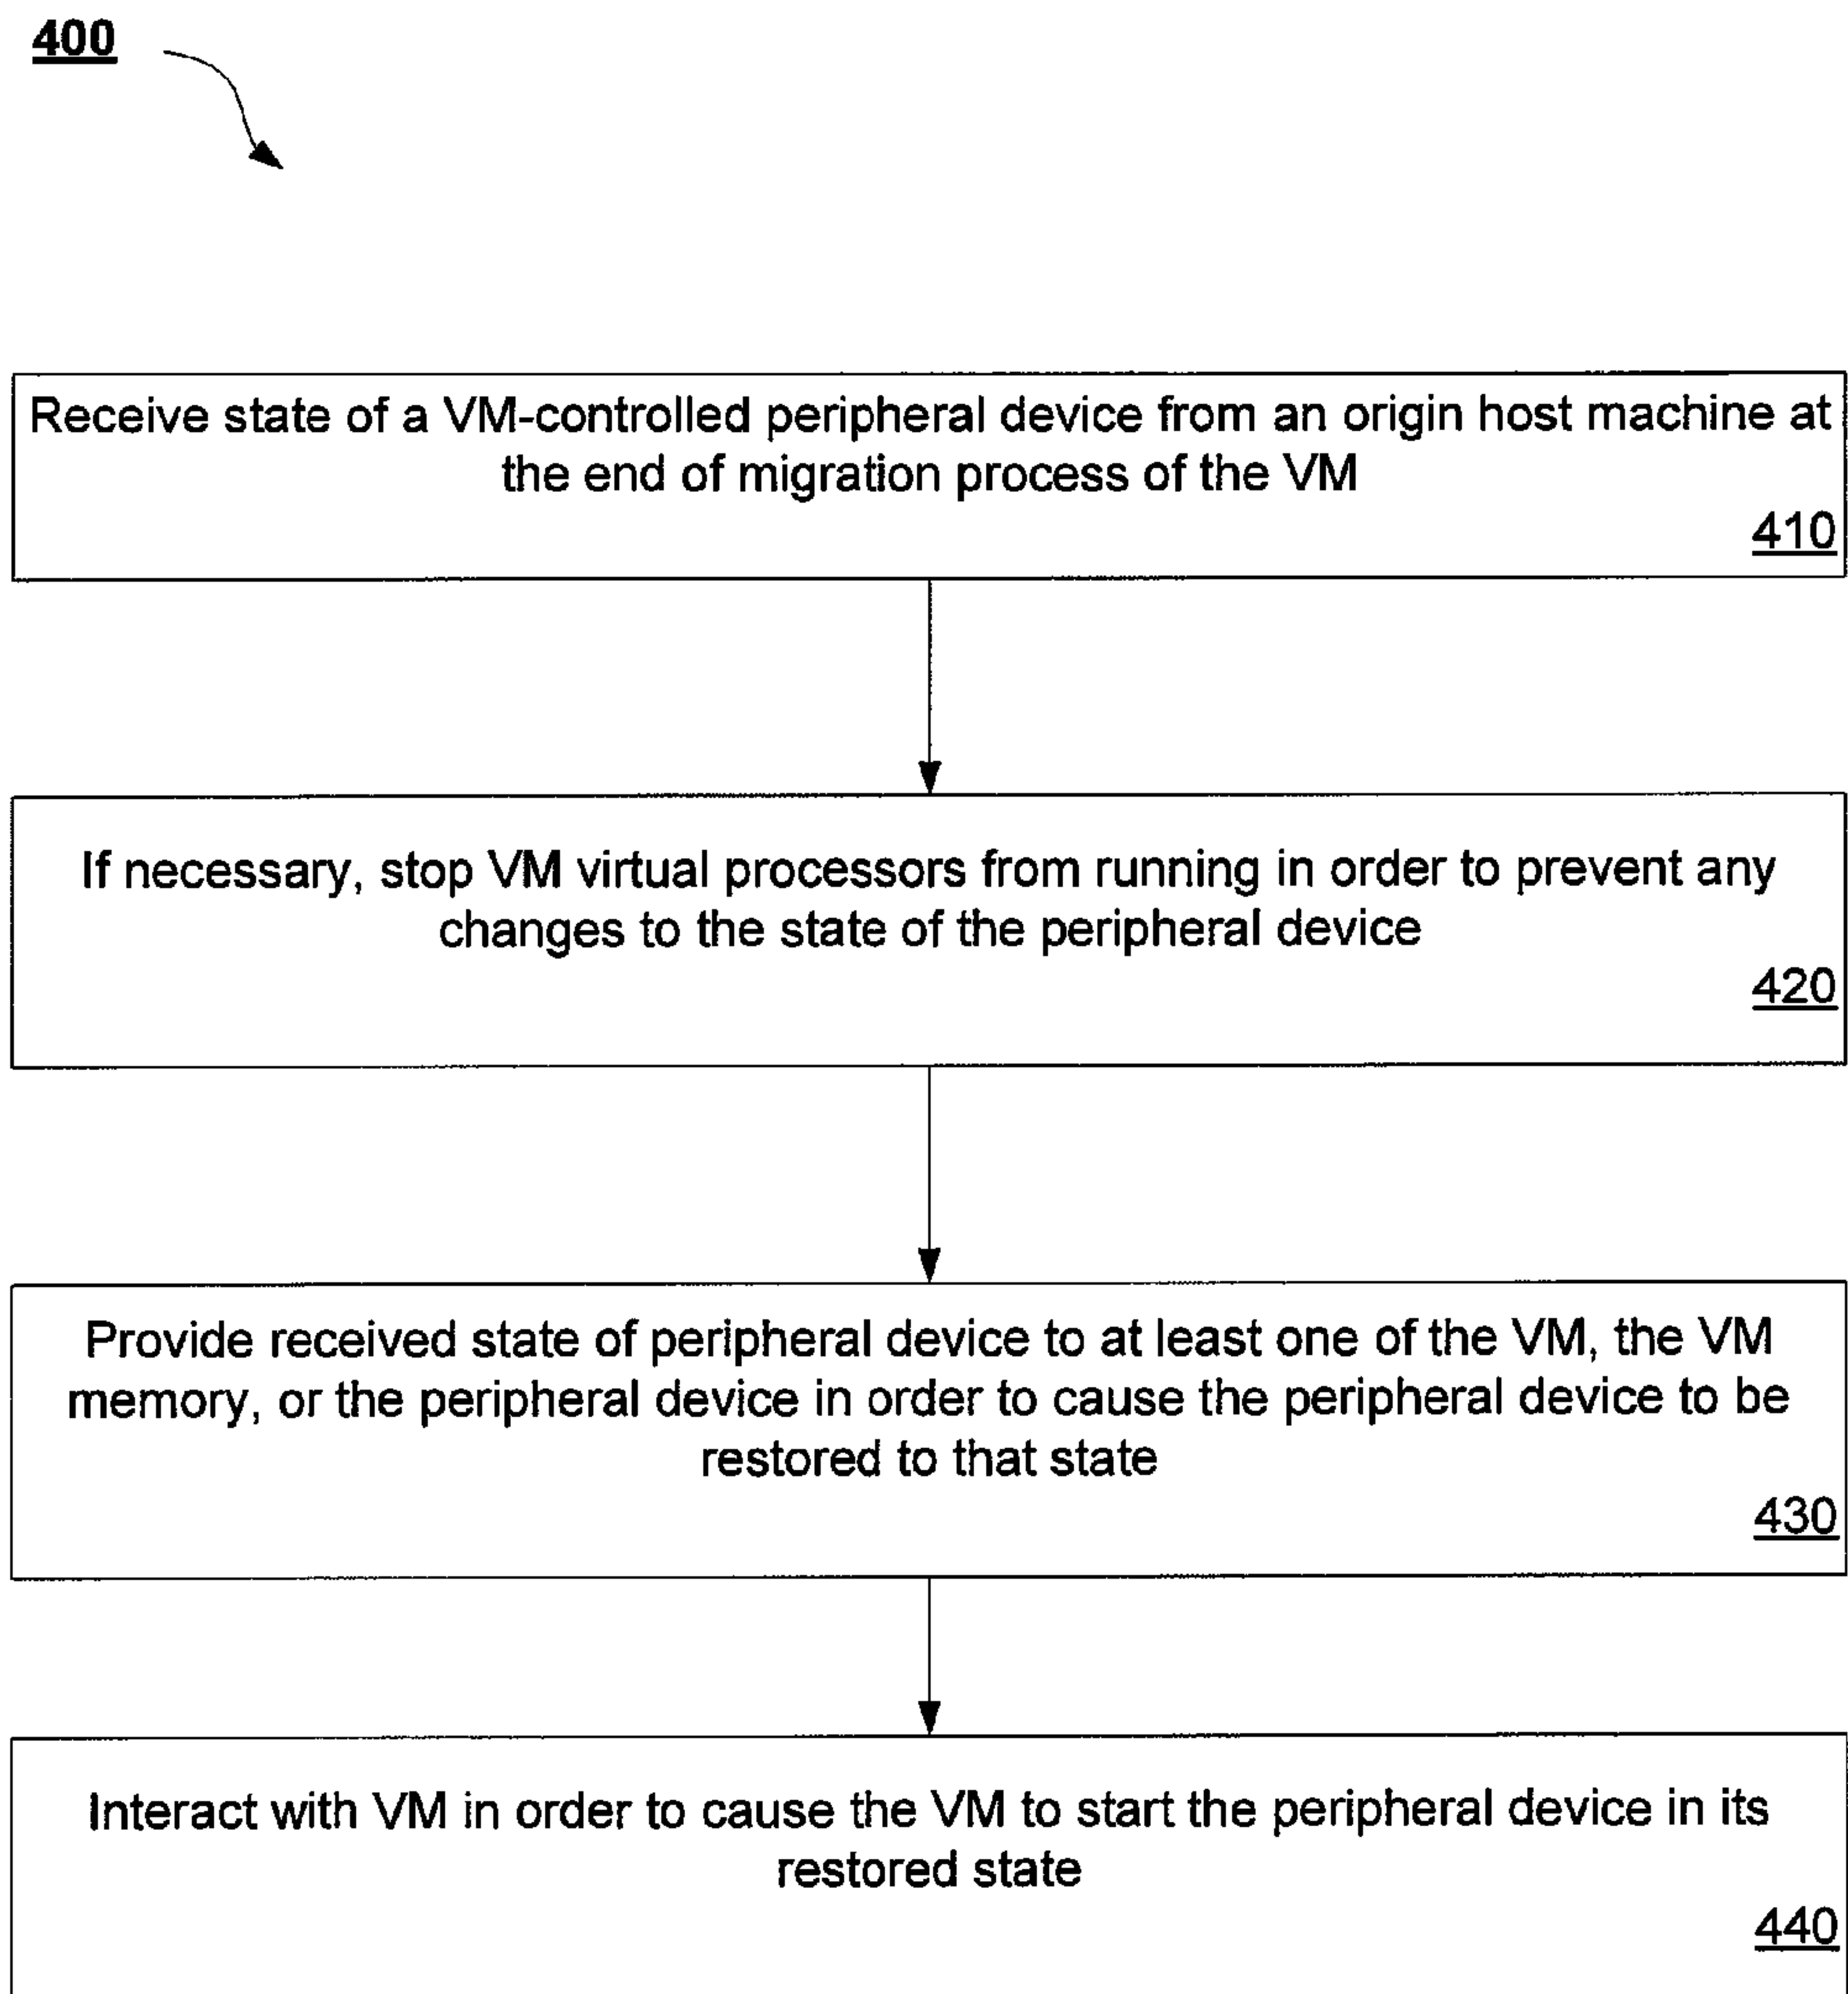 400
Receive state of a VM-controlled peripheral device from an origin host machine at
the end of migration process of the VM
410
If necessary, stop VM virtual processors from running in order to prevent any
changes to the state of the peripheral device
420
Provide received state of peripheral device to at least one of the VM, the VM
memory, or the peripheral device in order to cause the peripheral device to be
restored to that state
430
Interact with VM in order to cause the VM to start the peripheral device in its
restored state
440